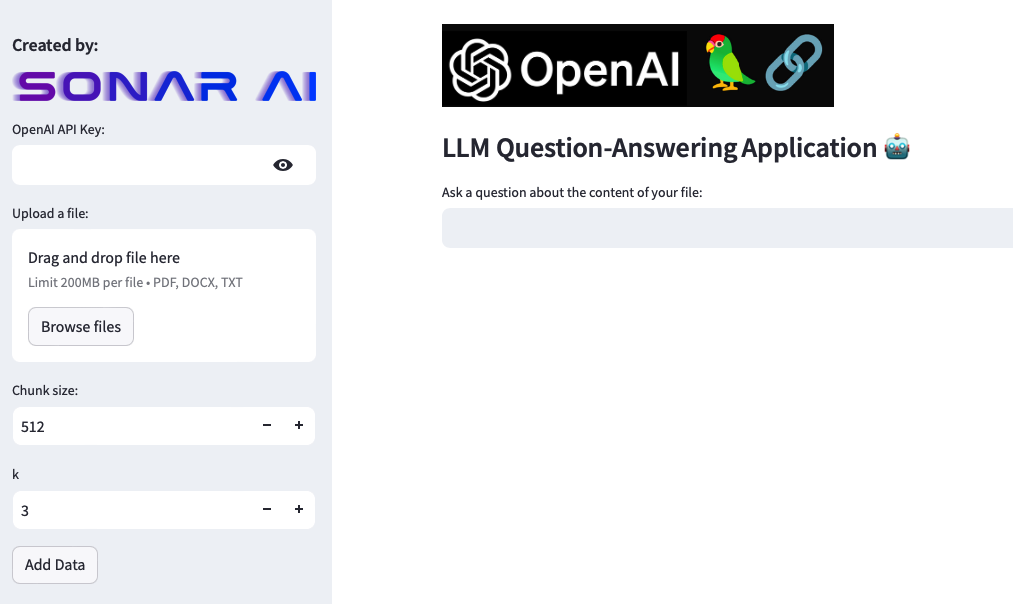 Created by:
SONAR AI
OpenAI API Key:
Upload a file:
Drag and drop file here
Limit 200MB per file • PDF, DOCX, TXT
Browse files
Chunk size:
512
k
3
Add Data
OpenAI
LLM Question-Answering Application
Ask a question about the content of your file: